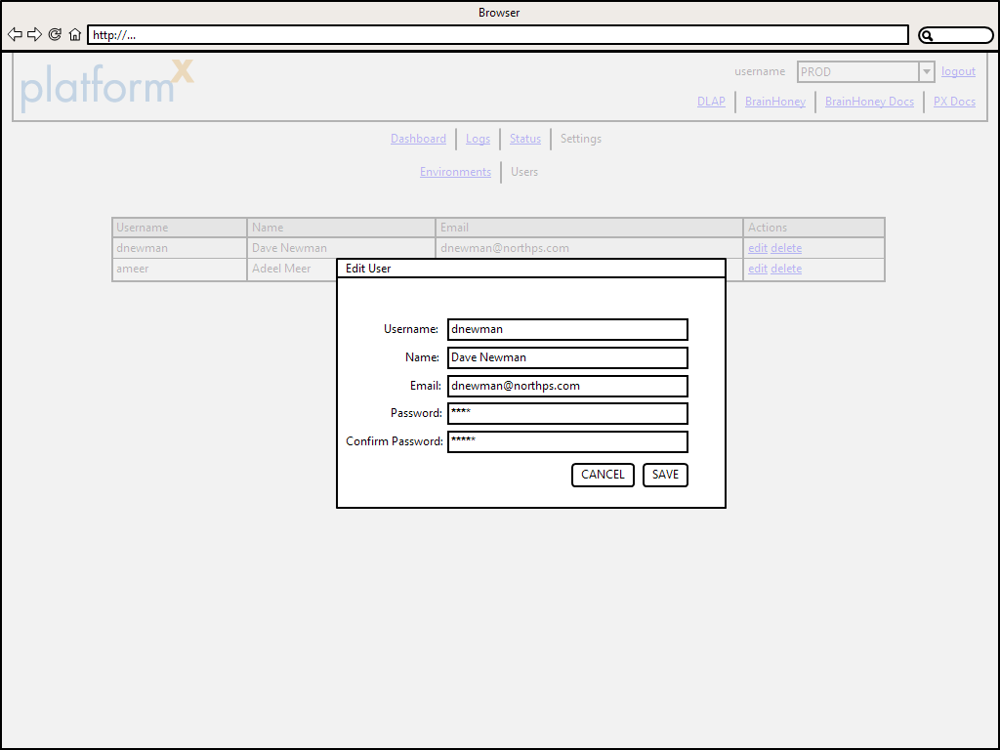 Browser
http://...
platformX
username PROD logout
DLAP BrainHoney BrainHoney Docs PX Docs
Dashboard Logs Status Settings
Environments Users
Username Name Email Actions
dnewman Dave Newman dnewman@northps.com edit delete
ameer Adeel Meer edit delete
Edit User
Username: dnewman
Name: Dave Newman
Email: dnewman@northps.com
Password: ****
Confirm Password: *****
CANCEL SAVE